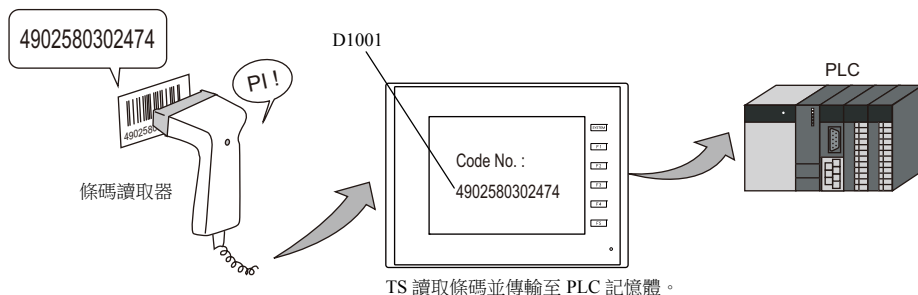 4902580302474
D1001
PI !
PLC
4902580
條碼讀取器
Code No. :
4902580302474
SYSTEM
F1
F2
F3
F4
F5
TS 讀取條碼並傳輸至 PLC 記憶體。